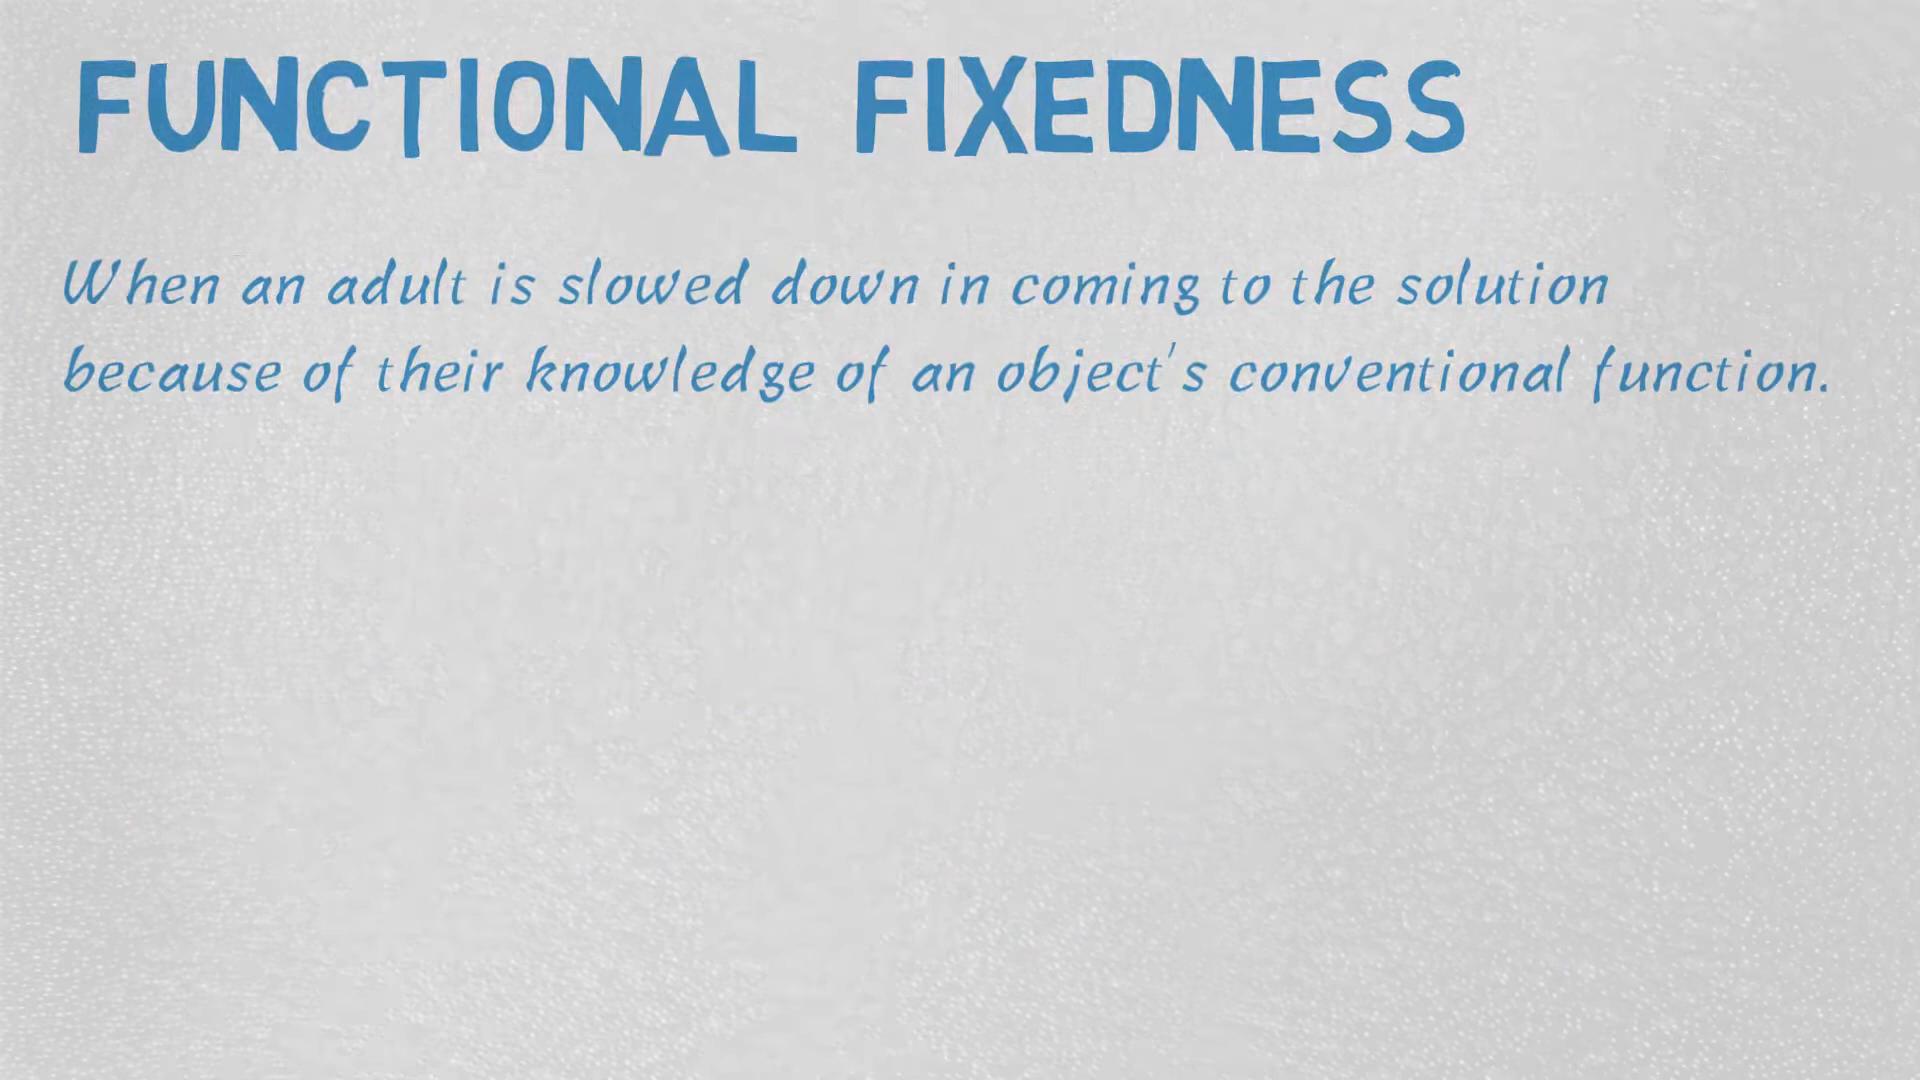 FUNCTIONAL FIXEDNESS
When an adult is slowed down in coming to the solution
because of their knowledge of an object's conventional function.